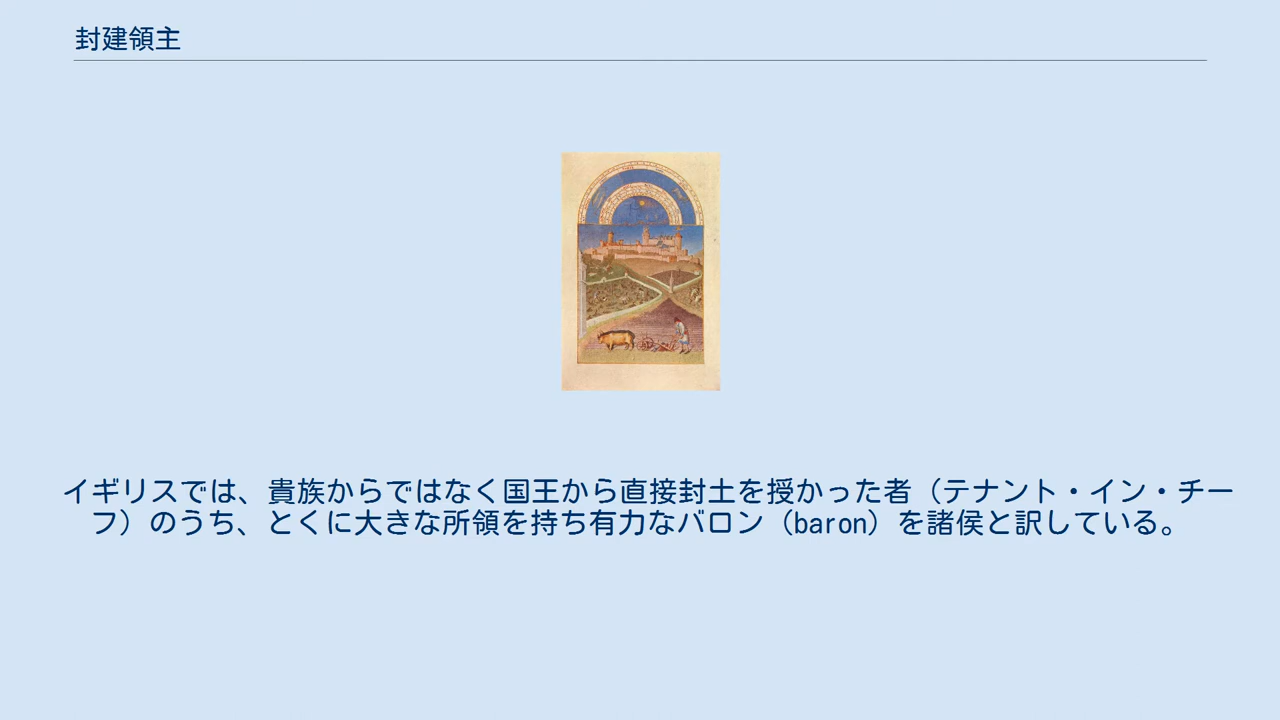 封建領主
イギリスでは、貴族からではなく国王から直接封土を授かった者（テナント・イン・チー
フ）のうち、とくに大きな所領を持ち有力なバロン（baron）を諸侯と訳している。